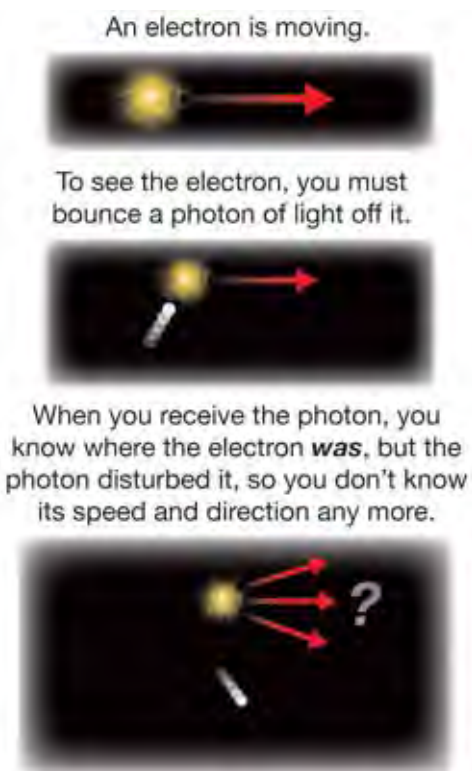 An electron is moving.
To see the electron, you must
bounce a photon of light off it.
When you receive the photon, you
know where the electron was, but the
photon disturbed it, so you don't know
its speed and direction any more.
?